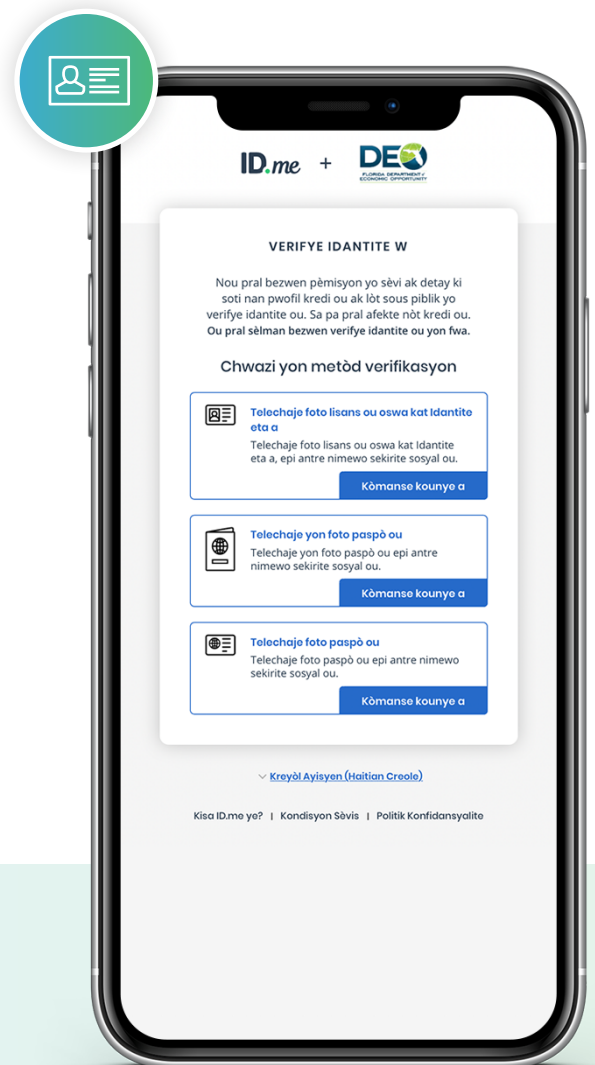 ID.me + DEO
FLORIDA DEPARTMENT of
ECONOMIC OPPORTUNITY
VERIFYE IDANTITE W
Nou pral bezwen pèmisyon yo sèvi ak detay ki
soti nan pwofil kredi ou ak lòt sous piblik yo
verifye idantite ou. Sa pa pral afekte nòt kredi ou.
Ou pral sèlman bezwen verifye idantite ou yon fwa.
Chwazi yon metòd verifikasyon
Telechaje foto lisans ou oswa kat Idantite
eta a
Telechaje foto lisans ou oswa kat Idantite
eta a, epi antre nimewo sekirite sosyal ou.
Kòmanse kounye a
Telechaje yon foto paspò ou
Telechaje yon foto paspò ou epi antre
nimewo sekirite sosyal ou.
Kòmanse kounye a
Telechaje foto paspò ou
Telechaje foto paspò ou epi antre nimewo
sekirite sosyal ou.
Kòmanse kounye a
Kreyòl Ayisyen (Haitian Creole)
Kisa ID.me ye? | Kondisyon Sèvis | Politik Konfidansyalite